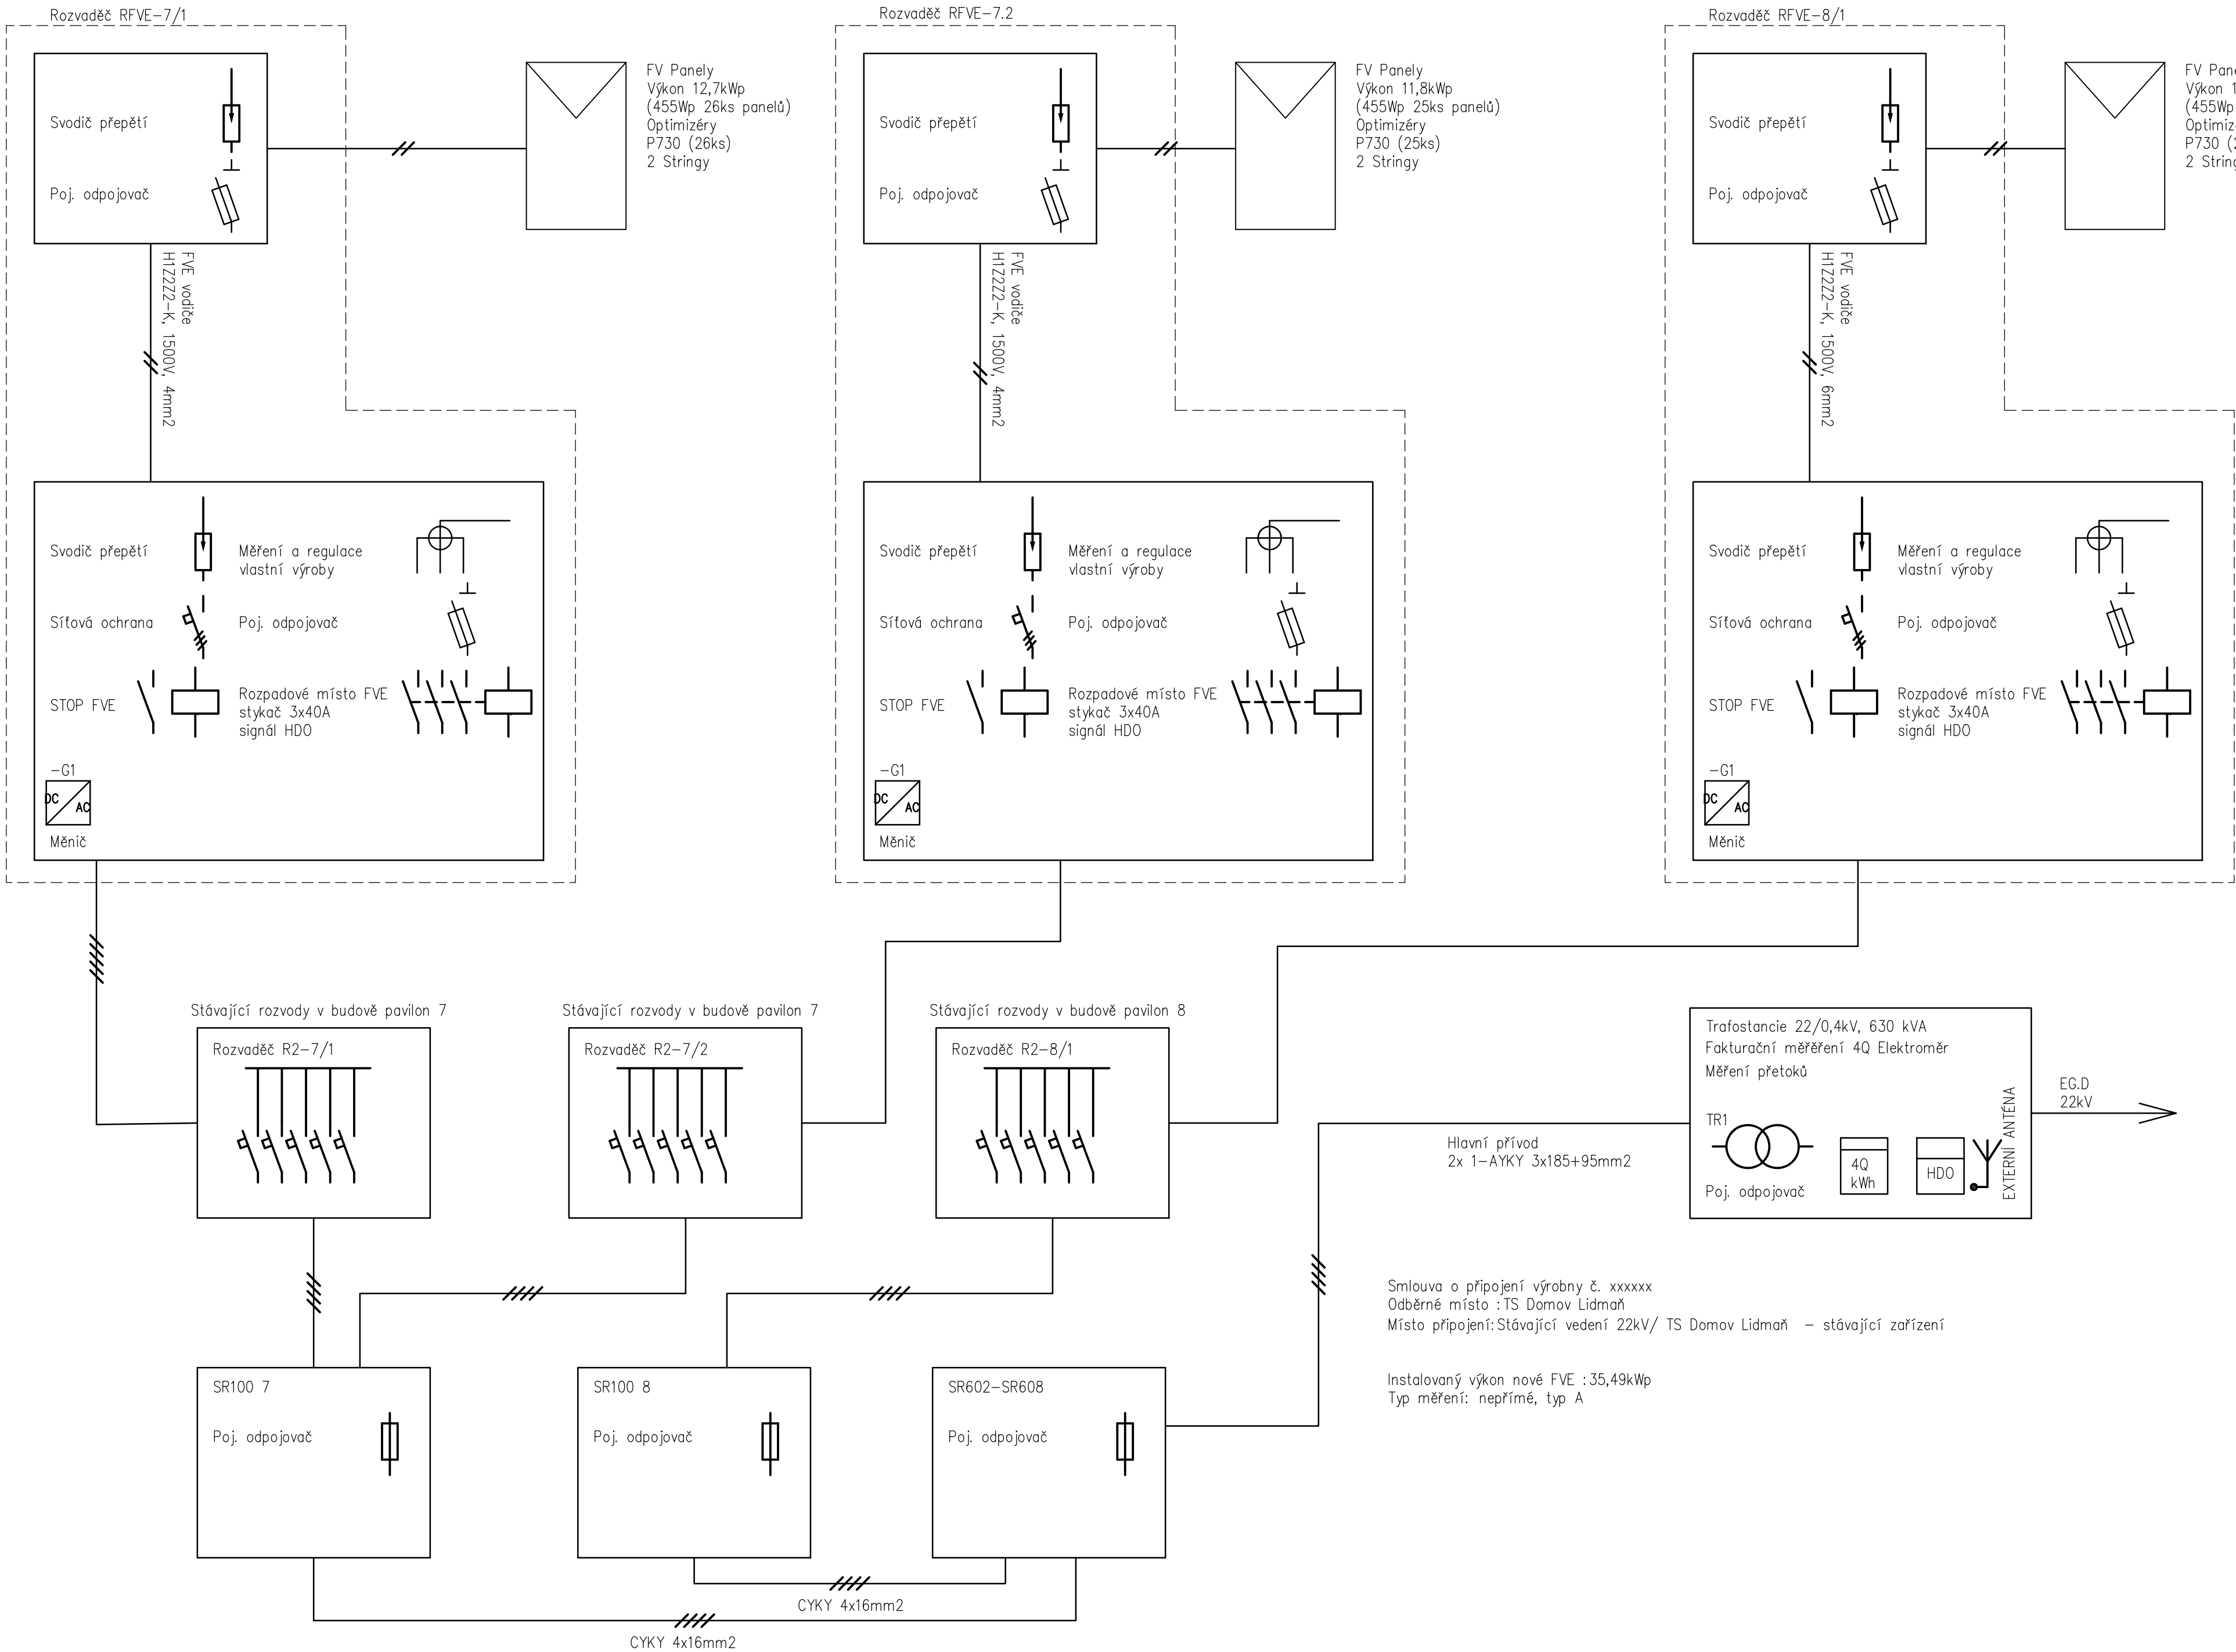 Rozvaděč RFVE-7/1
Svodič přepětí
Poj. odpojovač
FV Panely
Výkon 12,7kWp
(455Wp 26ks panelů)
Optimizéry
P730 (26ks)
2 Stringy
FVE vodiče
H1Z2Z2-K, 1500V, 4mm2
Svodič přepětí
Měření a regulace
vlastní výroby
Síťová ochrana
Poj. odpojovač
STOP FVE
Rozpadové místo FVE
stykač 3x40A
signál HDO
-G1
DC
AC
Měnič
Rozvaděč RFVE-7.2
Svodič přepětí
Poj. odpojovač
FV Panely
Výkon 11,8kWp
(455Wp 25ks panelů)
Optimizéry
P730 (25ks)
2 Stringy
FVE vodiče
H1Z2Z2-K, 1500V, 4mm2
Svodič přepětí
Měření a regulace
vlastní výroby
Síťová ochrana
Poj. odpojovač
STOP FVE
Rozpadové místo FVE
stykač 3x40A
signál HDO
-G1
DC
AC
Měnič
Rozvaděč RFVE-8/1
Svodič přepětí
Poj. odpojovač
FV
Výkon
(455Wp
P730
2
FVE vodiče
H1Z2Z2-K, 1500V, 6mm2
Svodič přepětí
Měření a regulace
vlastní výroby
Síťová ochrana
Poj. odpojovač
STOP FVE
Rozpadové místo FVE
stykač 3x40A
signál HDO
-G1
DC
AC
Měnič
Stávající rozvody v budově pavilon 7
Rozvaděč R2-7/1
Stávající rozvody v budově pavilon 7
Rozvaděč R2-7/2
Stávající rozvody v budově pavilon 8
Rozvaděč R2-8/1
Trafostancie 22/0,4kV, 630 kVA
Fakturační měřěření 4Q Elektroměr
Měření přetoků
TR1
Poj. odpojovač
4Q
kWh
HDO
EXTERNÍ ANTÉNA
EG.D
22kV
Hlavní přívod
2x 1-AYKY 3x185+95mm2
Smlouva o připojení výrobny č. xxxxxx
Odběrné místo :TS Domov Lidmaň
Místo připojení:Stávající vedení 22kV/ TS Domov Lidmaň - stávající zařízení
Instalovaný výkon nové FVE :35,49kWp
Typ měření: nepřímé, typ A
SR100 7
Poj. odpojovač
SR100 8
Poj. odpojovač
SR602-SR608
Poj. odpojovač
CYKY 4x16mm2
CYKY 4x16mm2